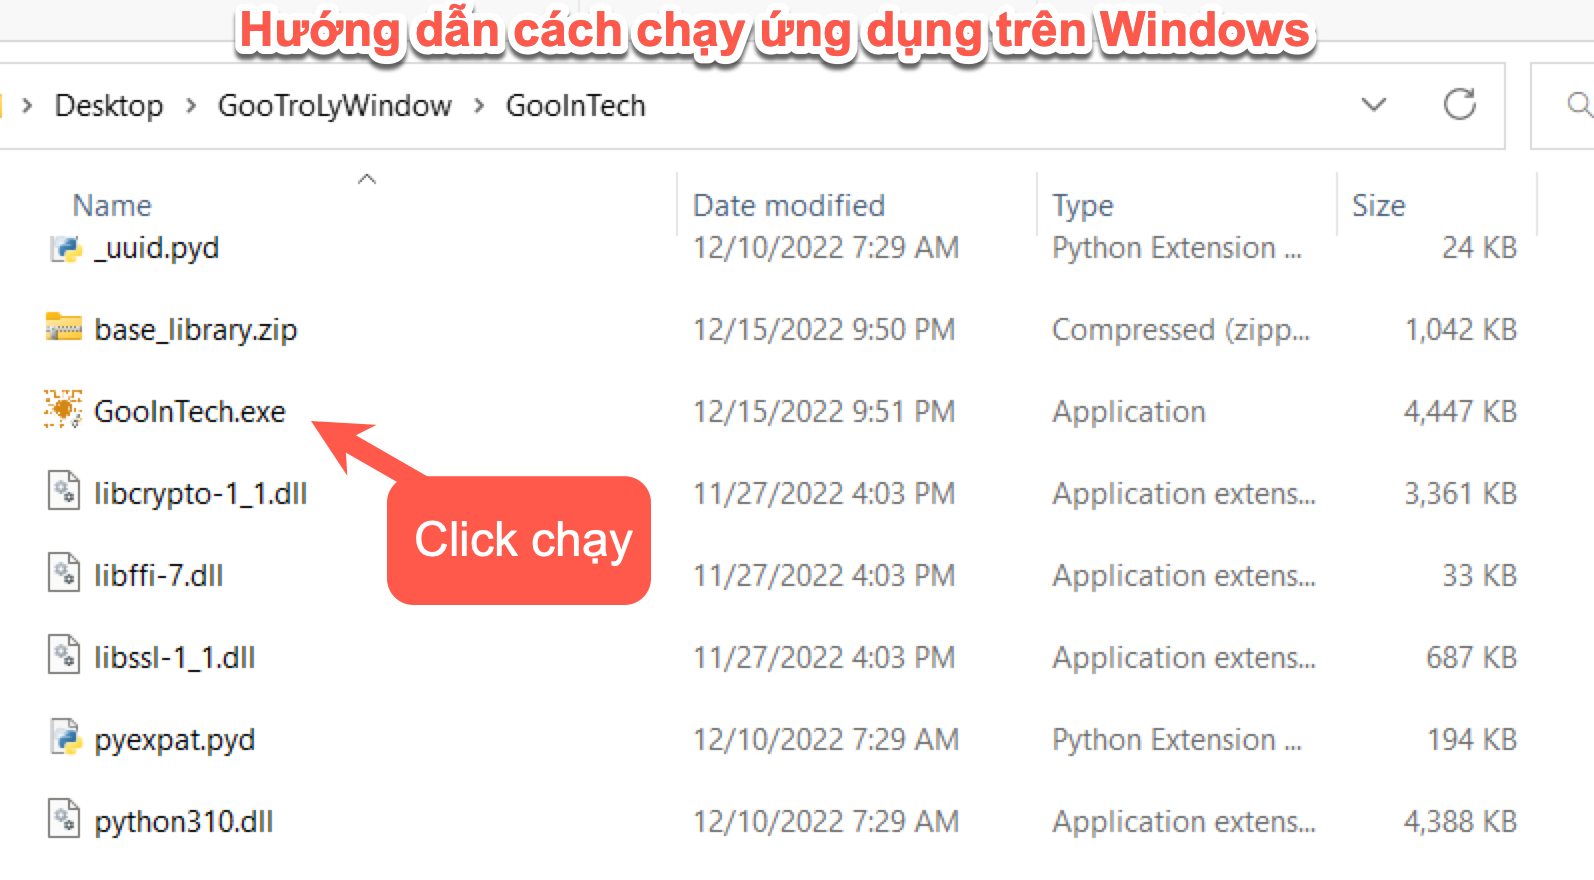 Hướng dẫn cách chạy ứng dụng trên Windows
> Desktop > GooTroLyWindow > GooInTech
Name Date modified Type Size
_uuid.pyd 12/10/2022 7:29 AM Python Extension ... 24 KB
base_library.zip 12/15/2022 9:50 PM Compressed (zipp... 1,042 KB
GooInTech.exe 12/15/2022 9:51 PM Application 4,447 KB
libcrypto-1_1.dll 11/27/2022 4:03 PM Application extens... 3,361 KB
Click chạy
libffi-7.dll 11/27/2022 4:03 PM Application extens... 33 KB
libssl-1_1.dll 11/27/2022 4:03 PM Application extens... 687 KB
pyexpat.pyd 12/10/2022 7:29 AM Python Extension ... 194 KB
python310.dll 12/10/2022 7:29 AM Application extens... 4,388 KB